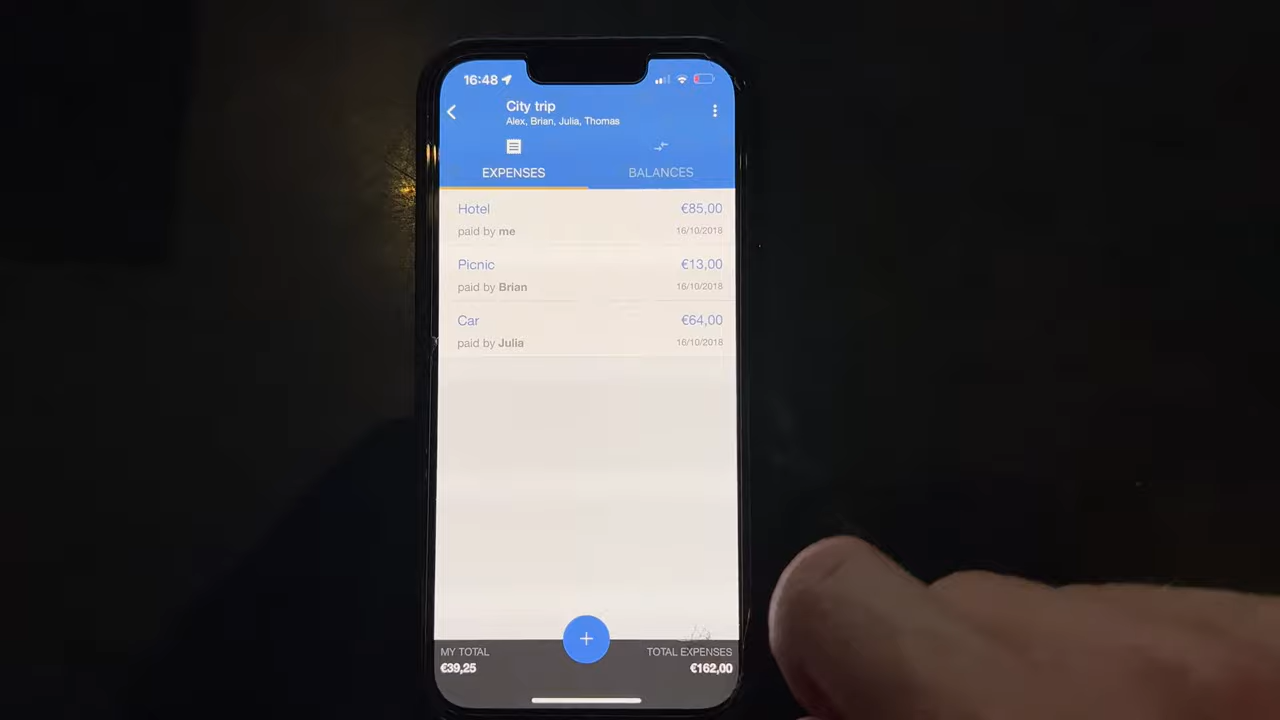 16:48
City trip
Alex, Brian, Julia, Thomas
EXPENSES
BALANCES
Hotel
€85,00
paid by me
16/10/2018
Picnic
€13,00
paid by Brian
16/10/2018
Car
€64,00
paid by Julia
16/10/2018
MY TOTAL
TOTAL EXPENSES
€39,25
€162,00